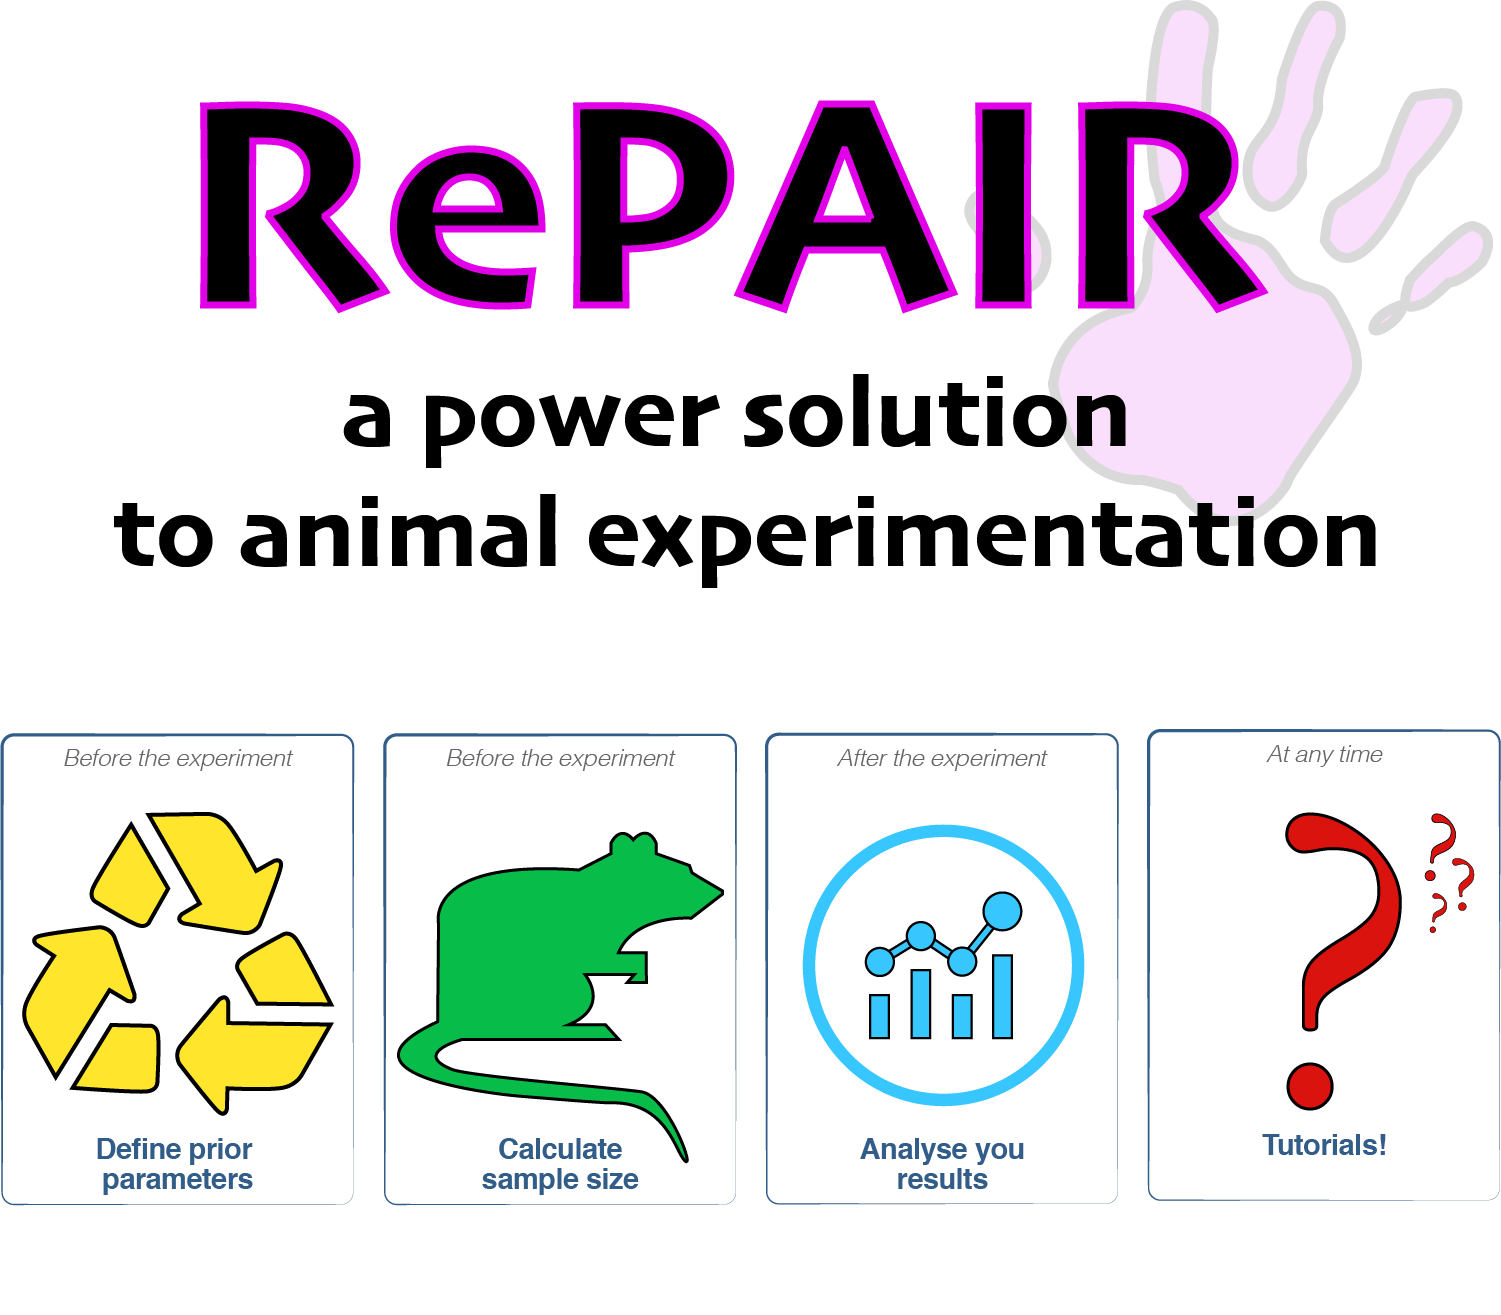 RePAIR
a power solution
to animal experimentation
Before the experiment
Define prior
parameters
Before the experiment
Calculate
sample size
After the experiment
Analyse you
results
At any time
Tutorials!